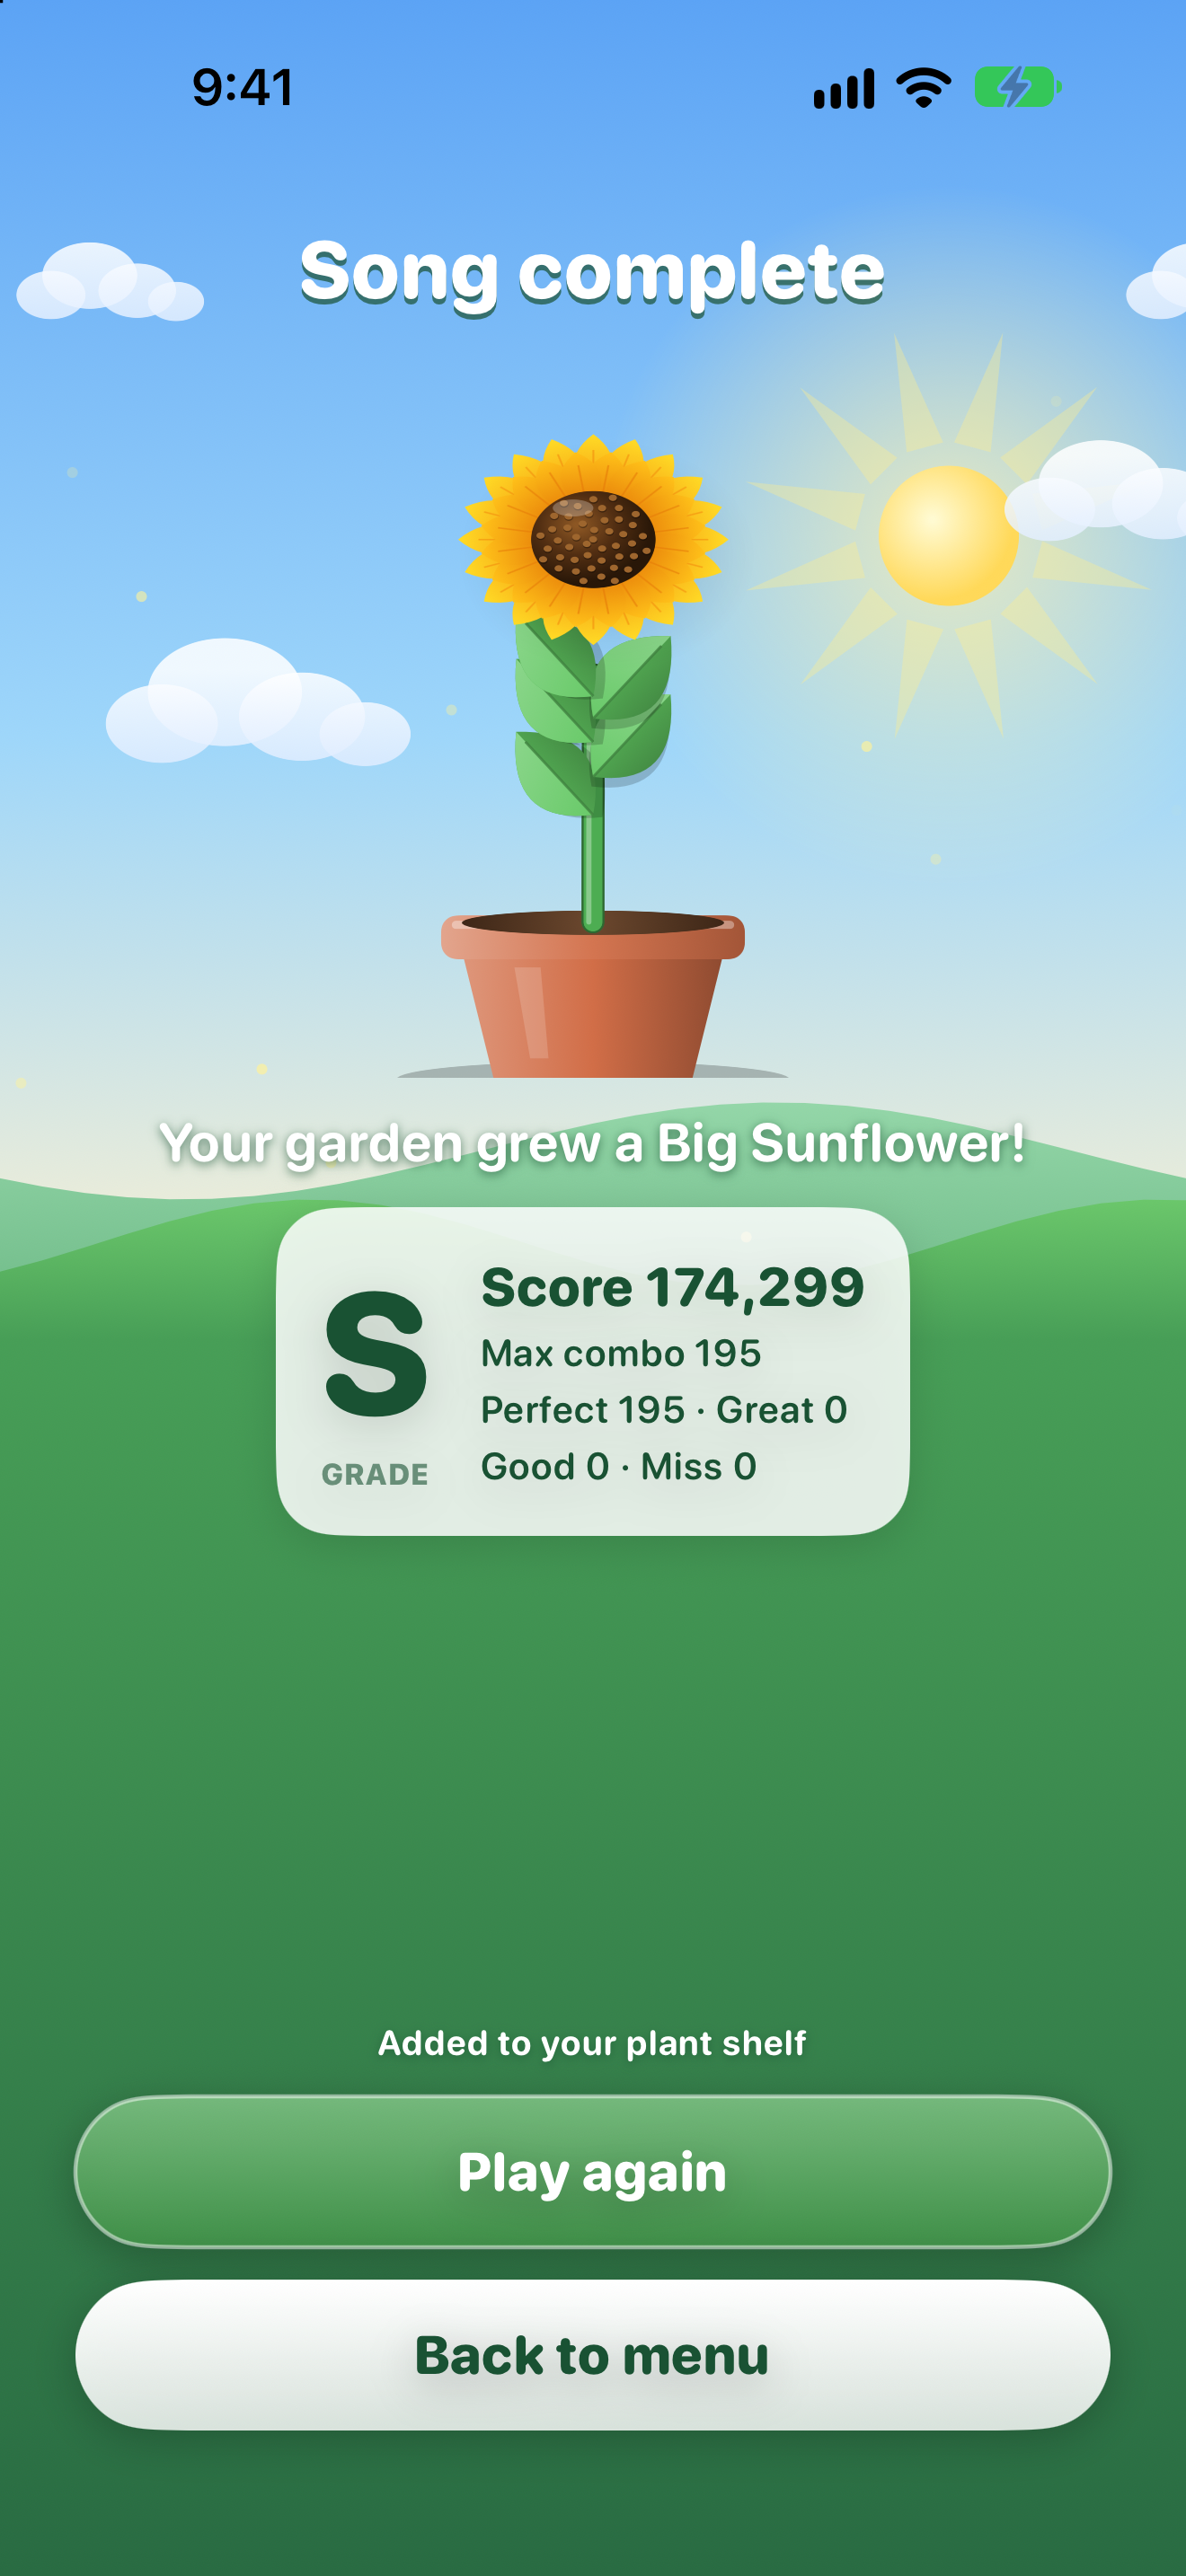 9:41
Song complete
Your garden grew a Big Sunflower!
S
GRADE
Score 174,299
Max combo 195
Perfect 195 · Great 0
Good 0 · Miss 0
Added to your plant shelf
Play again
Back to menu